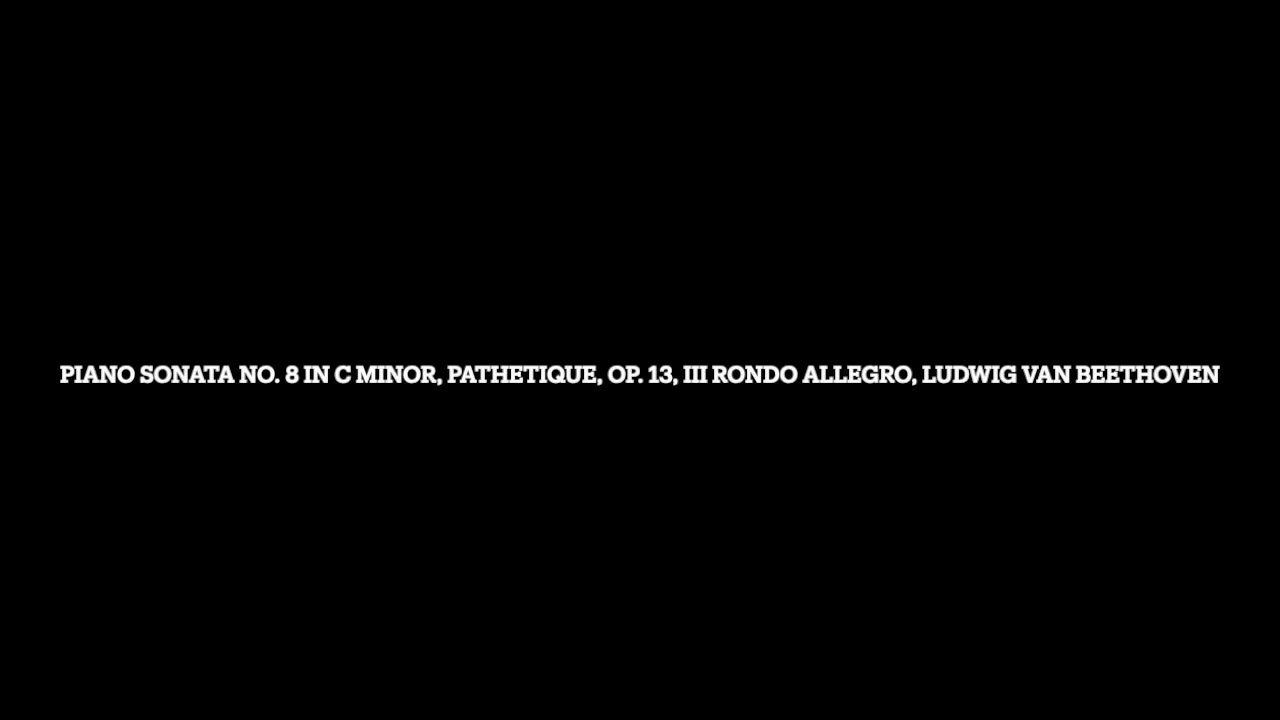 PIANO SONATA NO. 8 IN C MINOR, PATHETIQUE, OP. 13, III RONDO ALLEGRO, LUDWIG VAN BEETHOVEN